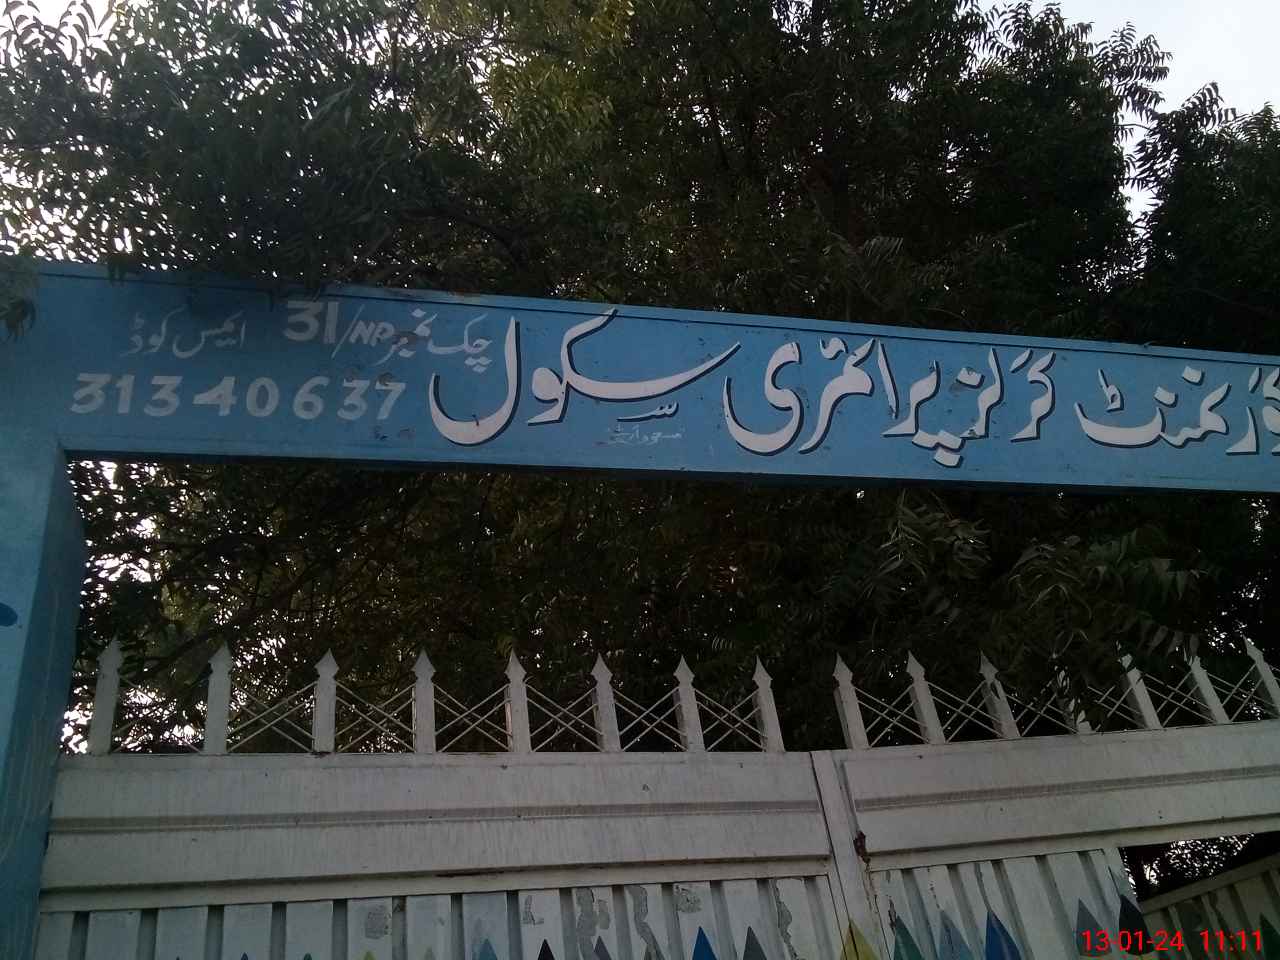 گورنمنٹ گرلز پرائمری سکول
چک نمبر 31/NP ایمس کوڈ
31340637
13-01-24 11:11